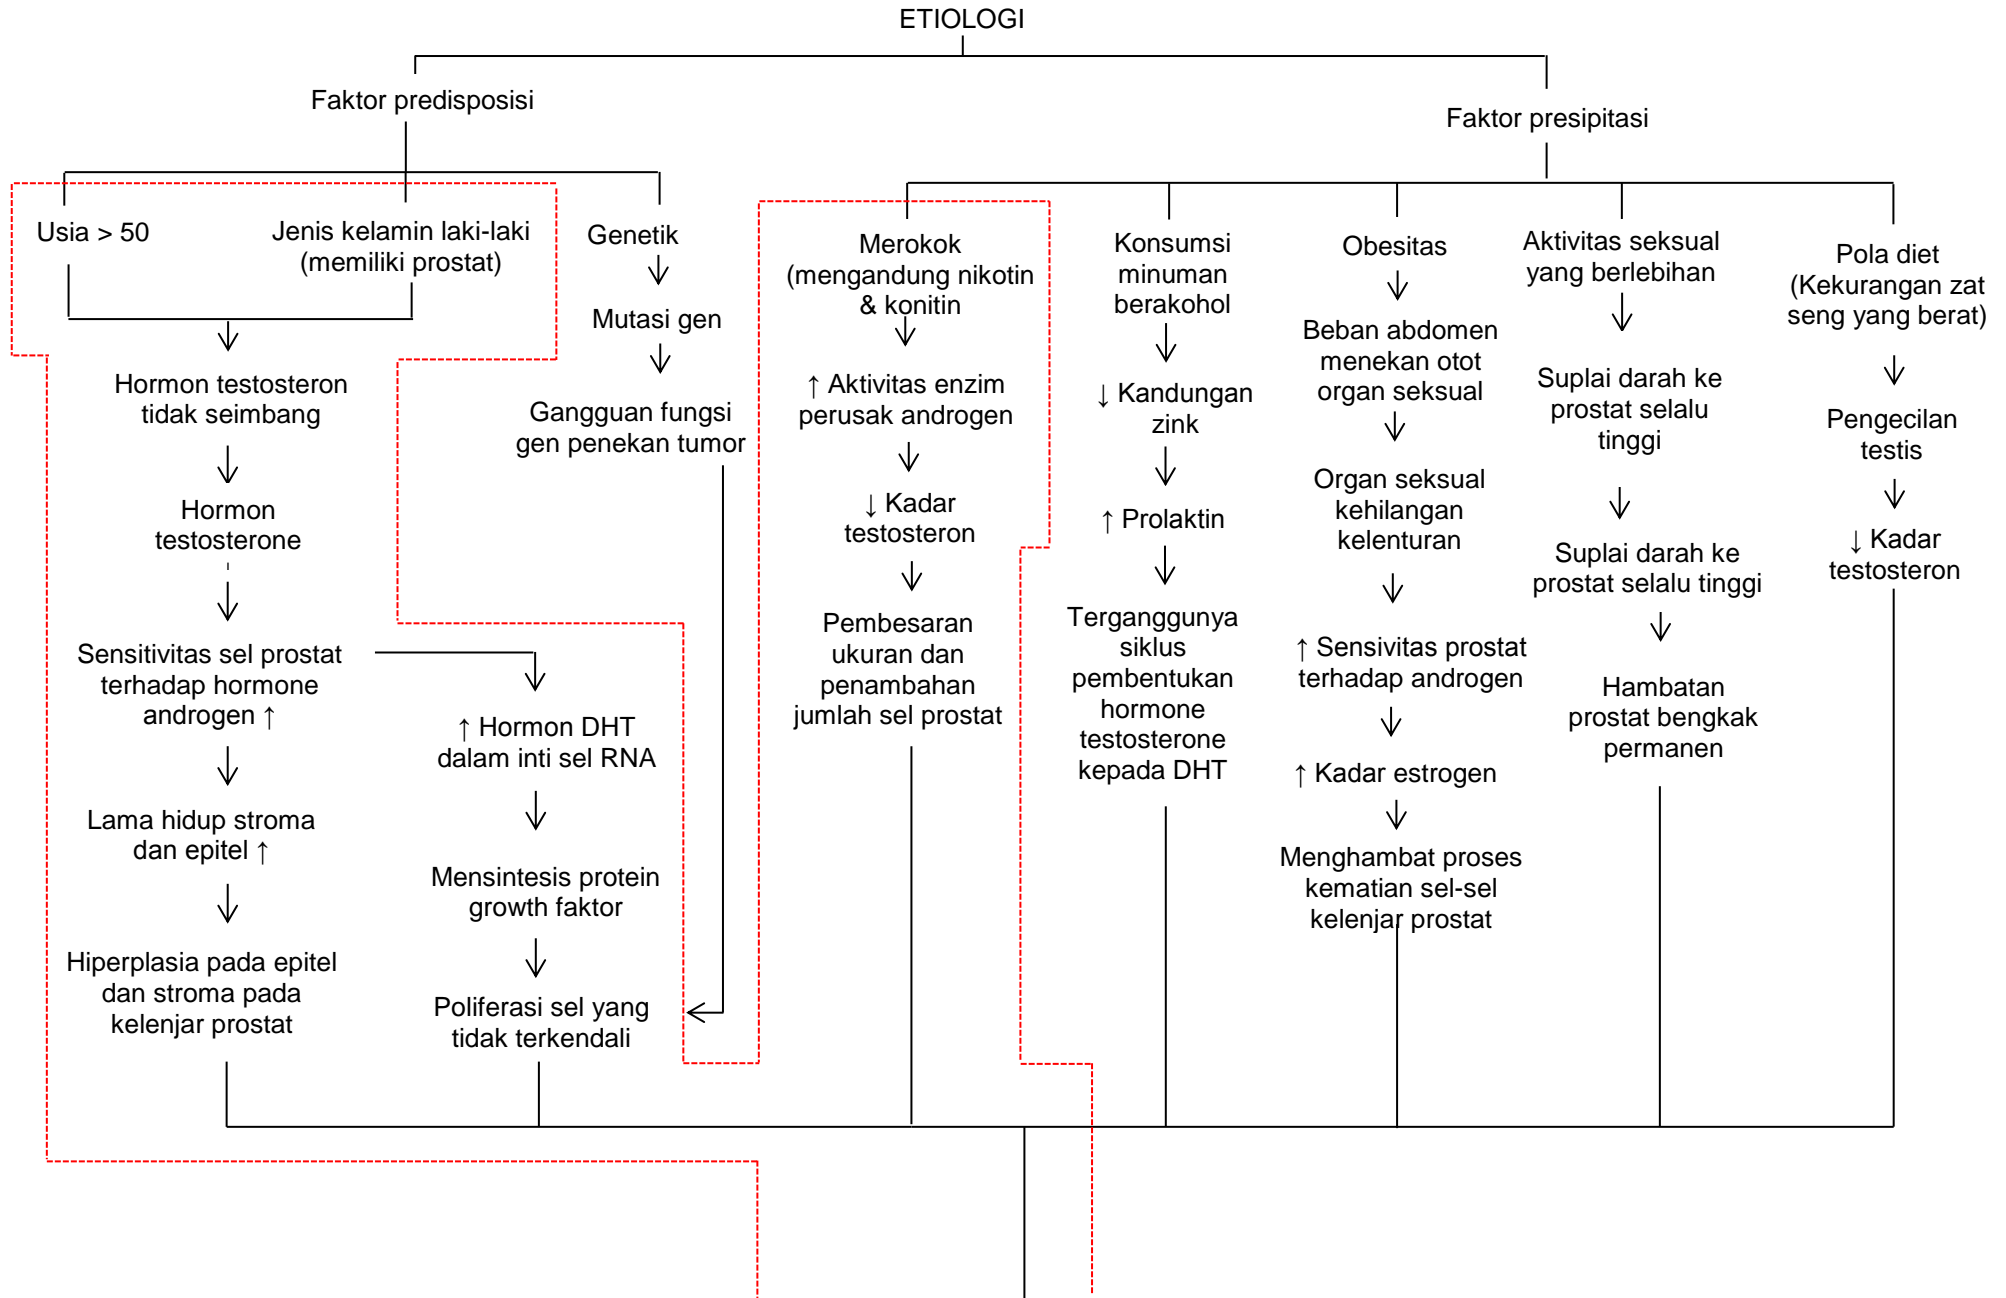 ETIOLOGI
Faktor predisposisi
Faktor presipitasi
Usia > 50
Jenis kelamin laki-laki
(memiliki prostat)
Hormon testosteron
tidak seimbang
Hormon
testosterone
Sensitivitas sel prostat
terhadap hormone
androgen ↑
Lama hidup stroma
dan epitel ↑
Hiperplasia pada epitel
dan stroma pada
kelenjar prostat
↑ Hormon DHT
dalam inti sel RNA
Mensintesis protein
growth faktor
Poliferasi sel yang
tidak terkendali
Genetik
Mutasi gen
Gangguan fungsi
gen penekan tumor
Merokok
(mengandung nikotin
& konitin
↑ Aktivitas enzim
perusak androgen
↓ Kadar
testosteron
Pembesaran
ukuran dan
penambahan
jumlah sel prostat
Konsumsi
minuman
berakohol
↓ Kandungan
zink
↑ Prolaktin
Terganggunya
siklus
pembentukan
hormone
testosterone
kepada DHT
Obesitas
Beban abdomen
menekan otot
organ seksual
Organ seksual
kehilangan
kelenturan
↑ Sensivitas prostat
terhadap androgen
↑ Kadar estrogen
Menghambat proses
kematian sel-sel
kelenjar prostat
Aktivitas seksual
yang berlebihan
Suplai darah ke
prostat selalu
tinggi
Suplai darah ke
prostat selalu tinggi
Hambatan
prostat bengkak
permanen
Pola diet
(Kekurangan zat
seng yang berat)
Pengecilan
testis
↓ Kadar
testosteron